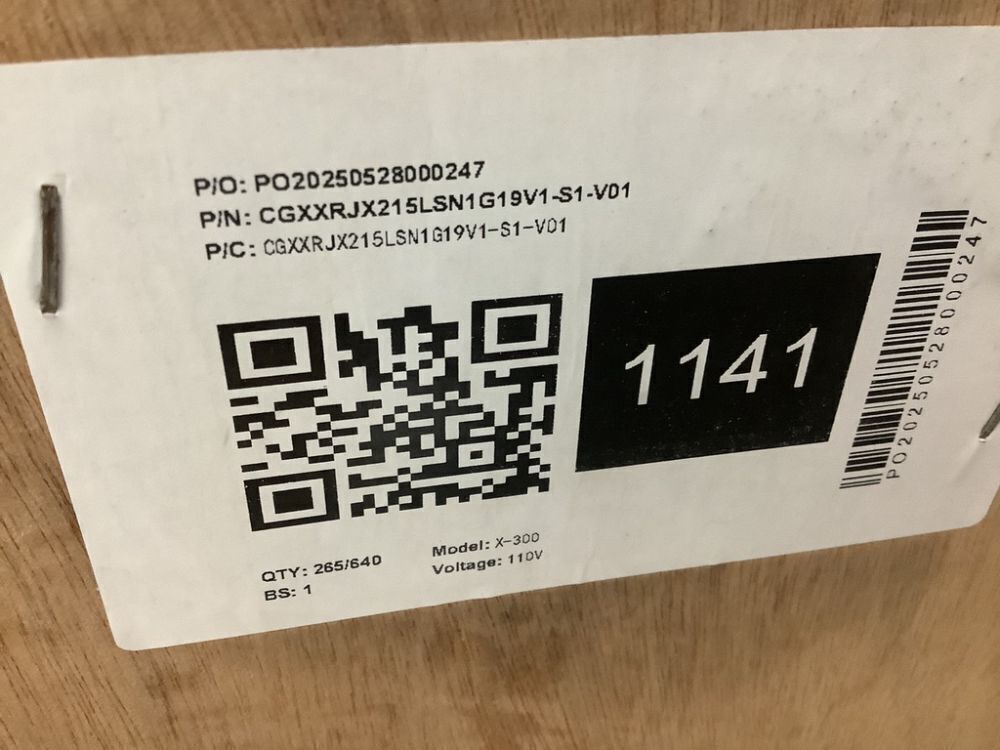 P/O: PO20250528000247
P/N: CGXXRJX215LSN1G19V1-S1-V01
P/C: CGXXRJX215LSN1G19V1-S1-V01
1141
PO20250528000247
QTY: 265/640
BS: 1
Model: X-300
Voltage: 110V